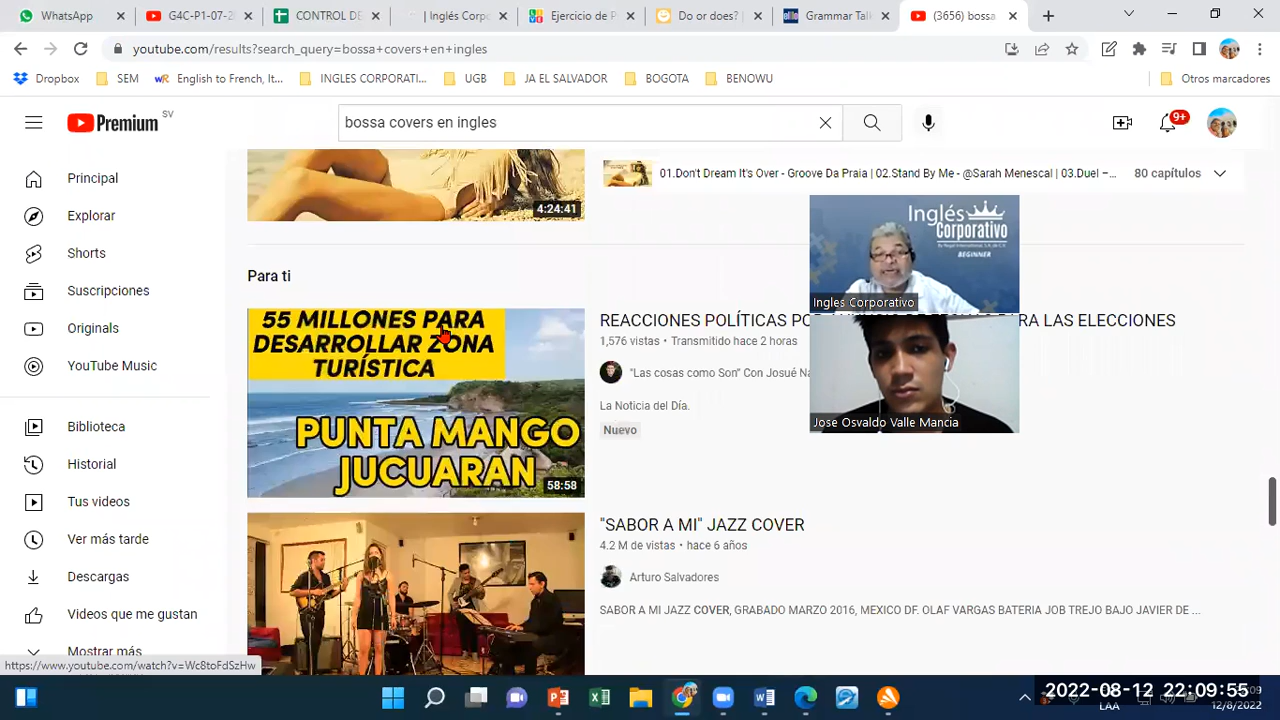 WhatsApp
G4C-P1-01-2
CONTROL DE
| Inglés Corpo
Ejercicio de P
Do or does? |
Grammar Talk
(3656) bossa
youtube.com/results?search_query=bossa+covers+en+ingles
Dropbox
SEM
English to French, It...
INGLES CORPORATI...
UGB
JA EL SALVADOR
BOGOTA
BENOWU
Otros marcadores
Premium SV
bossa covers en ingles
9+
Principal
Explorar
Shorts
Suscripciones
Originals
YouTube Music
Biblioteca
Historial
Tus videos
Ver más tarde
Descargas
Videos que me gustan
Mostrar más
4:24:41
01.Don't Dream It's Over - Groove Da Praia | 02.Stand By Me - @Sarah Menescal | 03.Duel –...
80 capítulos
Para ti
55 MILLONES PARA
DESARROLLAR ZONA
TURÍSTICA
PUNTA MANGO
JUCUARAN
58:58
REACCIONES POLÍTICAS PO
PARA LAS ELECCIONES
1,576 vistas • Transmitido hace 2 horas
"Las cosas como Son" Con Josué Na
La Noticia del Día.
Nuevo
Inglés
Corporativo
BEGINNER
Ingles Corporativo
Jose Osvaldo Valle Mancia
"SABOR A MI" JAZZ COVER
4.2 M de vistas • hace 6 años
Arturo Salvadores
SABOR A MI JAZZ COVER, GRABADO MARZO 2016, MEXICO DF. OLAF VARGAS BATERIA JOB TREJO BAJO JAVIER DE ...
https://www.youtube.com/watch?v=Wc8toFdSzHw
2022-08-12 22:09:55
LAA
12/8/2022